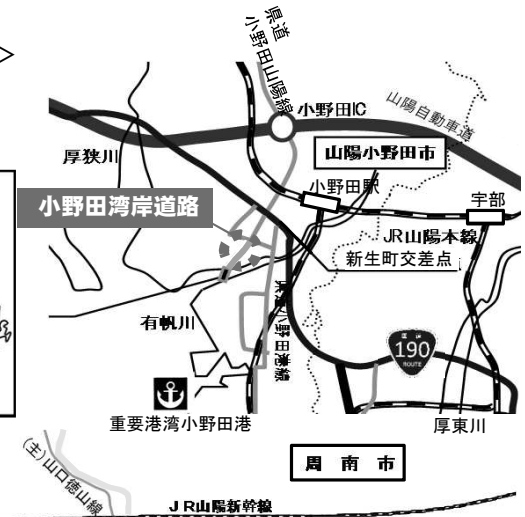 県道
小野田山陽線
小野田IC
山陽自動車道
山陽小野田市
厚狭川
小野田駅
宇部
小野田湾岸道路
JR山陽本線
新生町交差点
有帆川
県道小野田港線
190
ROUTE
重要港湾小野田港
厚東川
周南市
(主)山口徳山線
JR山陽新幹線